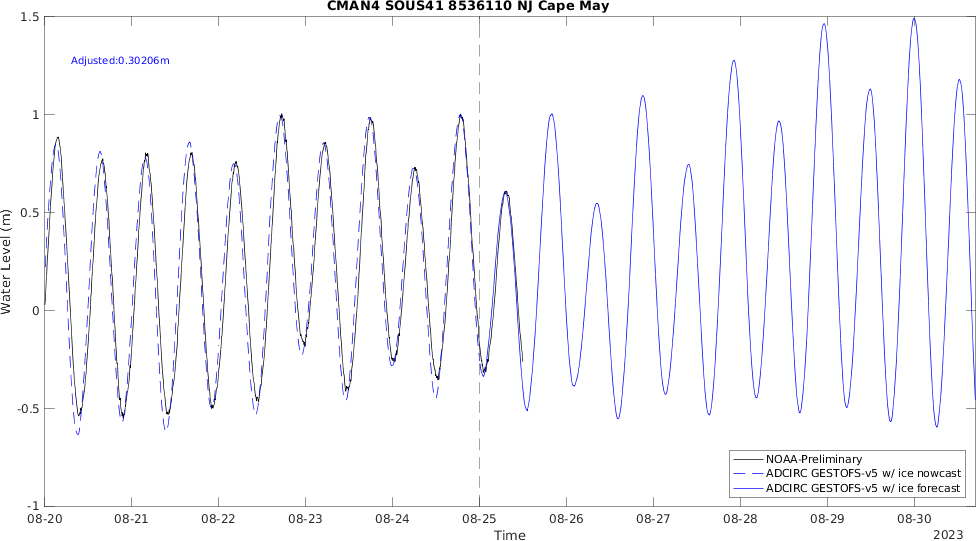 CMAN4 SOUS41 8536110 NJ Cape May
1.5
Adjusted:0.30206m
1
0.5
0
-0.5
-1
Water Level (m)
NOAA-Preliminary
ADCIRC GESTOFS-v5 w/ ice nowcast
ADCIRC GESTOFS-v5 w/ ice forecast
08-20 08-21 08-22 08-23 08-24 08-25 08-26 08-27 08-28 08-29 08-30
Time
2023